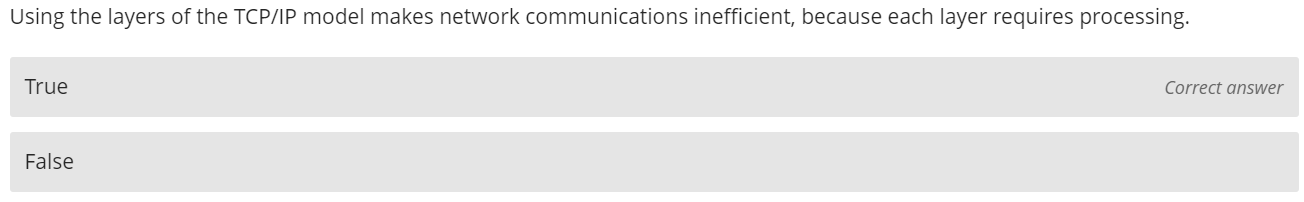 Using the layers of the TCP/IP model makes network communications inefficient, because each layer requires processing.
True
Correct answer
False